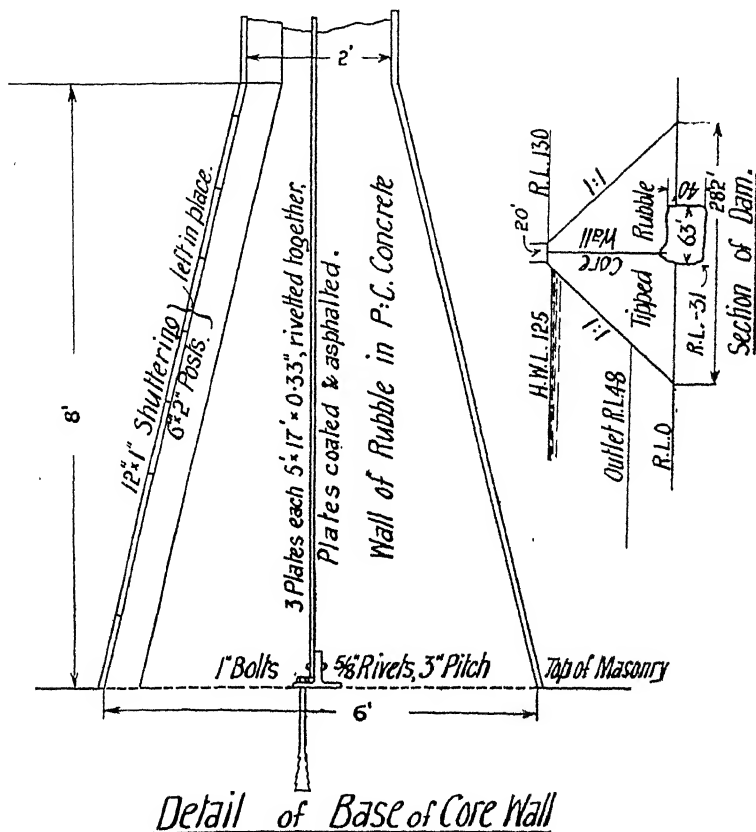 2'
8'
12"×1" Shuttering left in place.
6"×2" Posts.
3 Plates each 5'×17'×0·33", rivetted together,
Plates coated & asphalted.
Wall of Rubble in P.C. Concrete
1" Bolts
5/8" Rivets, 3" Pitch
Top of Masonry
6'
Detail of Base of Core Wall
20'
R.L. 130
H.W.L. 125
1:1
1:1
Core
Wall
Tipped Rubble
Outlet R.L.48
R.L.0
40'
63'
282'
R.L.-31
Section of Dam.